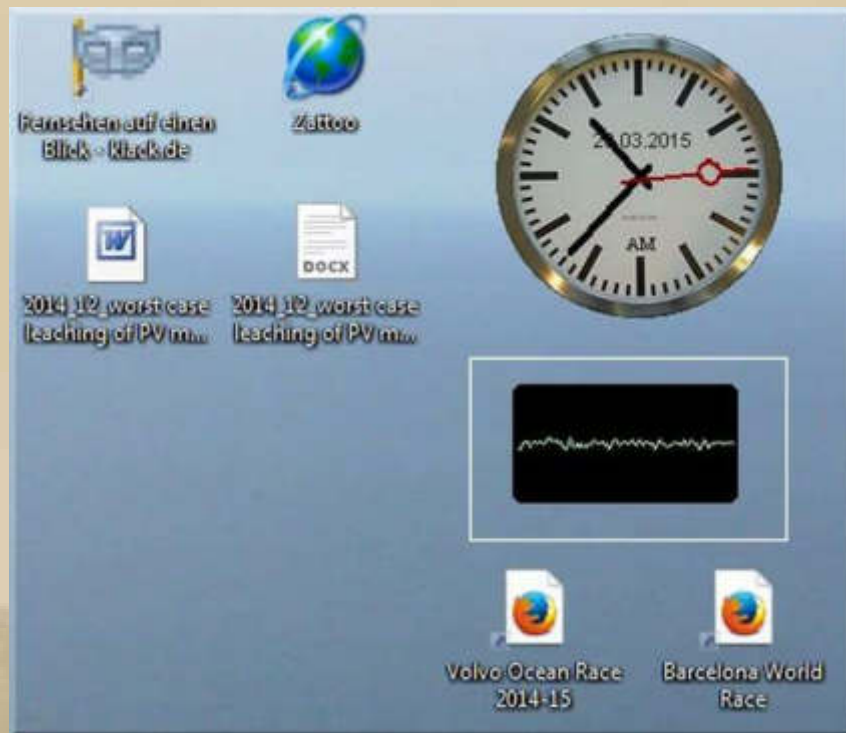 Fernsehen auf einen
Blick - klack.de
Zattoo
.03.2015
AM
W
DOCX
2014_12_worst case
leaching of PV m...
2014_12_worst case
leaching of PV m...
Volvo Ocean Race
2014-15
Barcelona World
Race